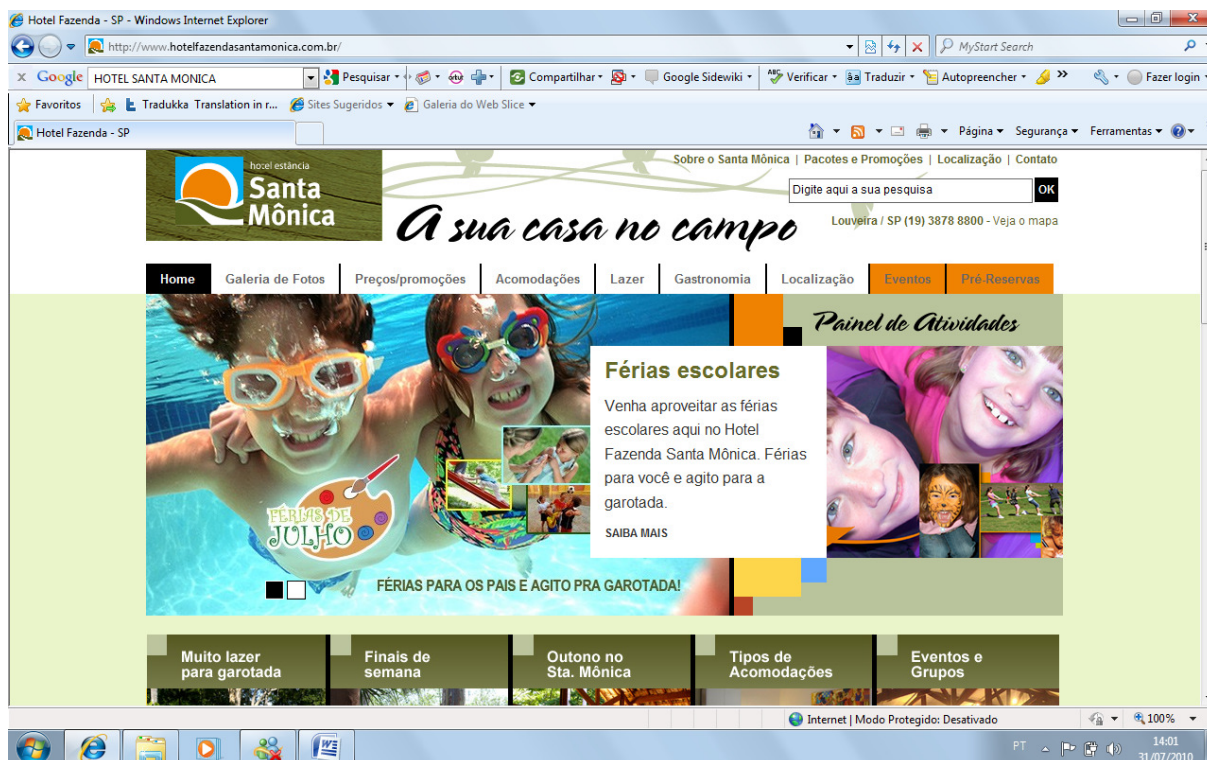 Hotel Fazenda - SP - Windows Internet Explorer
http://www.hotelfazendasantamonica.com.br/
MyStart Search
x Google HOTEL SANTA MONICA Pesquisar Compartilhar Google Sidewiki Verificar Traduzir Autopreencher » Fazer login
Favoritos Tradukka Translation in r... Sites Sugeridos Galeria do Web Slice
Hotel Fazenda - SP
Página Segurança Ferramentas
hotel estância
Santa
Mônica
Sobre o Santa Mônica | Pacotes e Promoções | Localização | Contato
Digite aqui a sua pesquisa OK
A sua casa no campo
Louveira / SP (19) 3878 8800 - Veja o mapa
Home Galeria de Fotos Preços/promoções Acomodações Lazer Gastronomia Localização Eventos Pré-Reservas
Painel de Atividades
Férias escolares
Venha aproveitar as férias
escolares aqui no Hotel
Fazenda Santa Mônica. Férias
para você e agito para a
garotada.
SAIBA MAIS
FÉRIAS DE
JULHO
FÉRIAS PARA OS PAIS E AGITO PRA GAROTADA!
Muito lazer
para garotada
Finais de
semana
Outono no
Sta. Mônica
Tipos de
Acomodações
Eventos e
Grupos
Internet | Modo Protegido: Desativado
100%
PT
14:01
31/07/2010